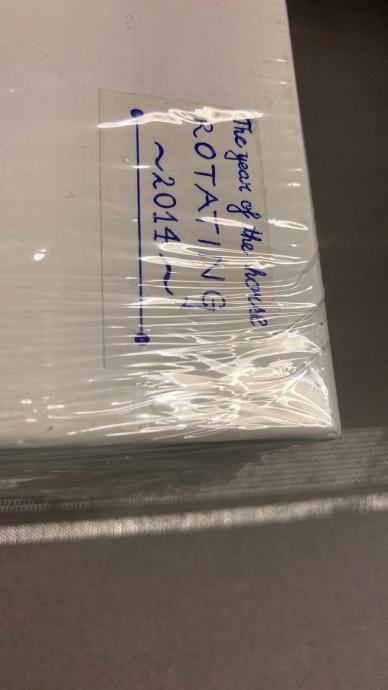 The year of the house
ROTATING
~2014~